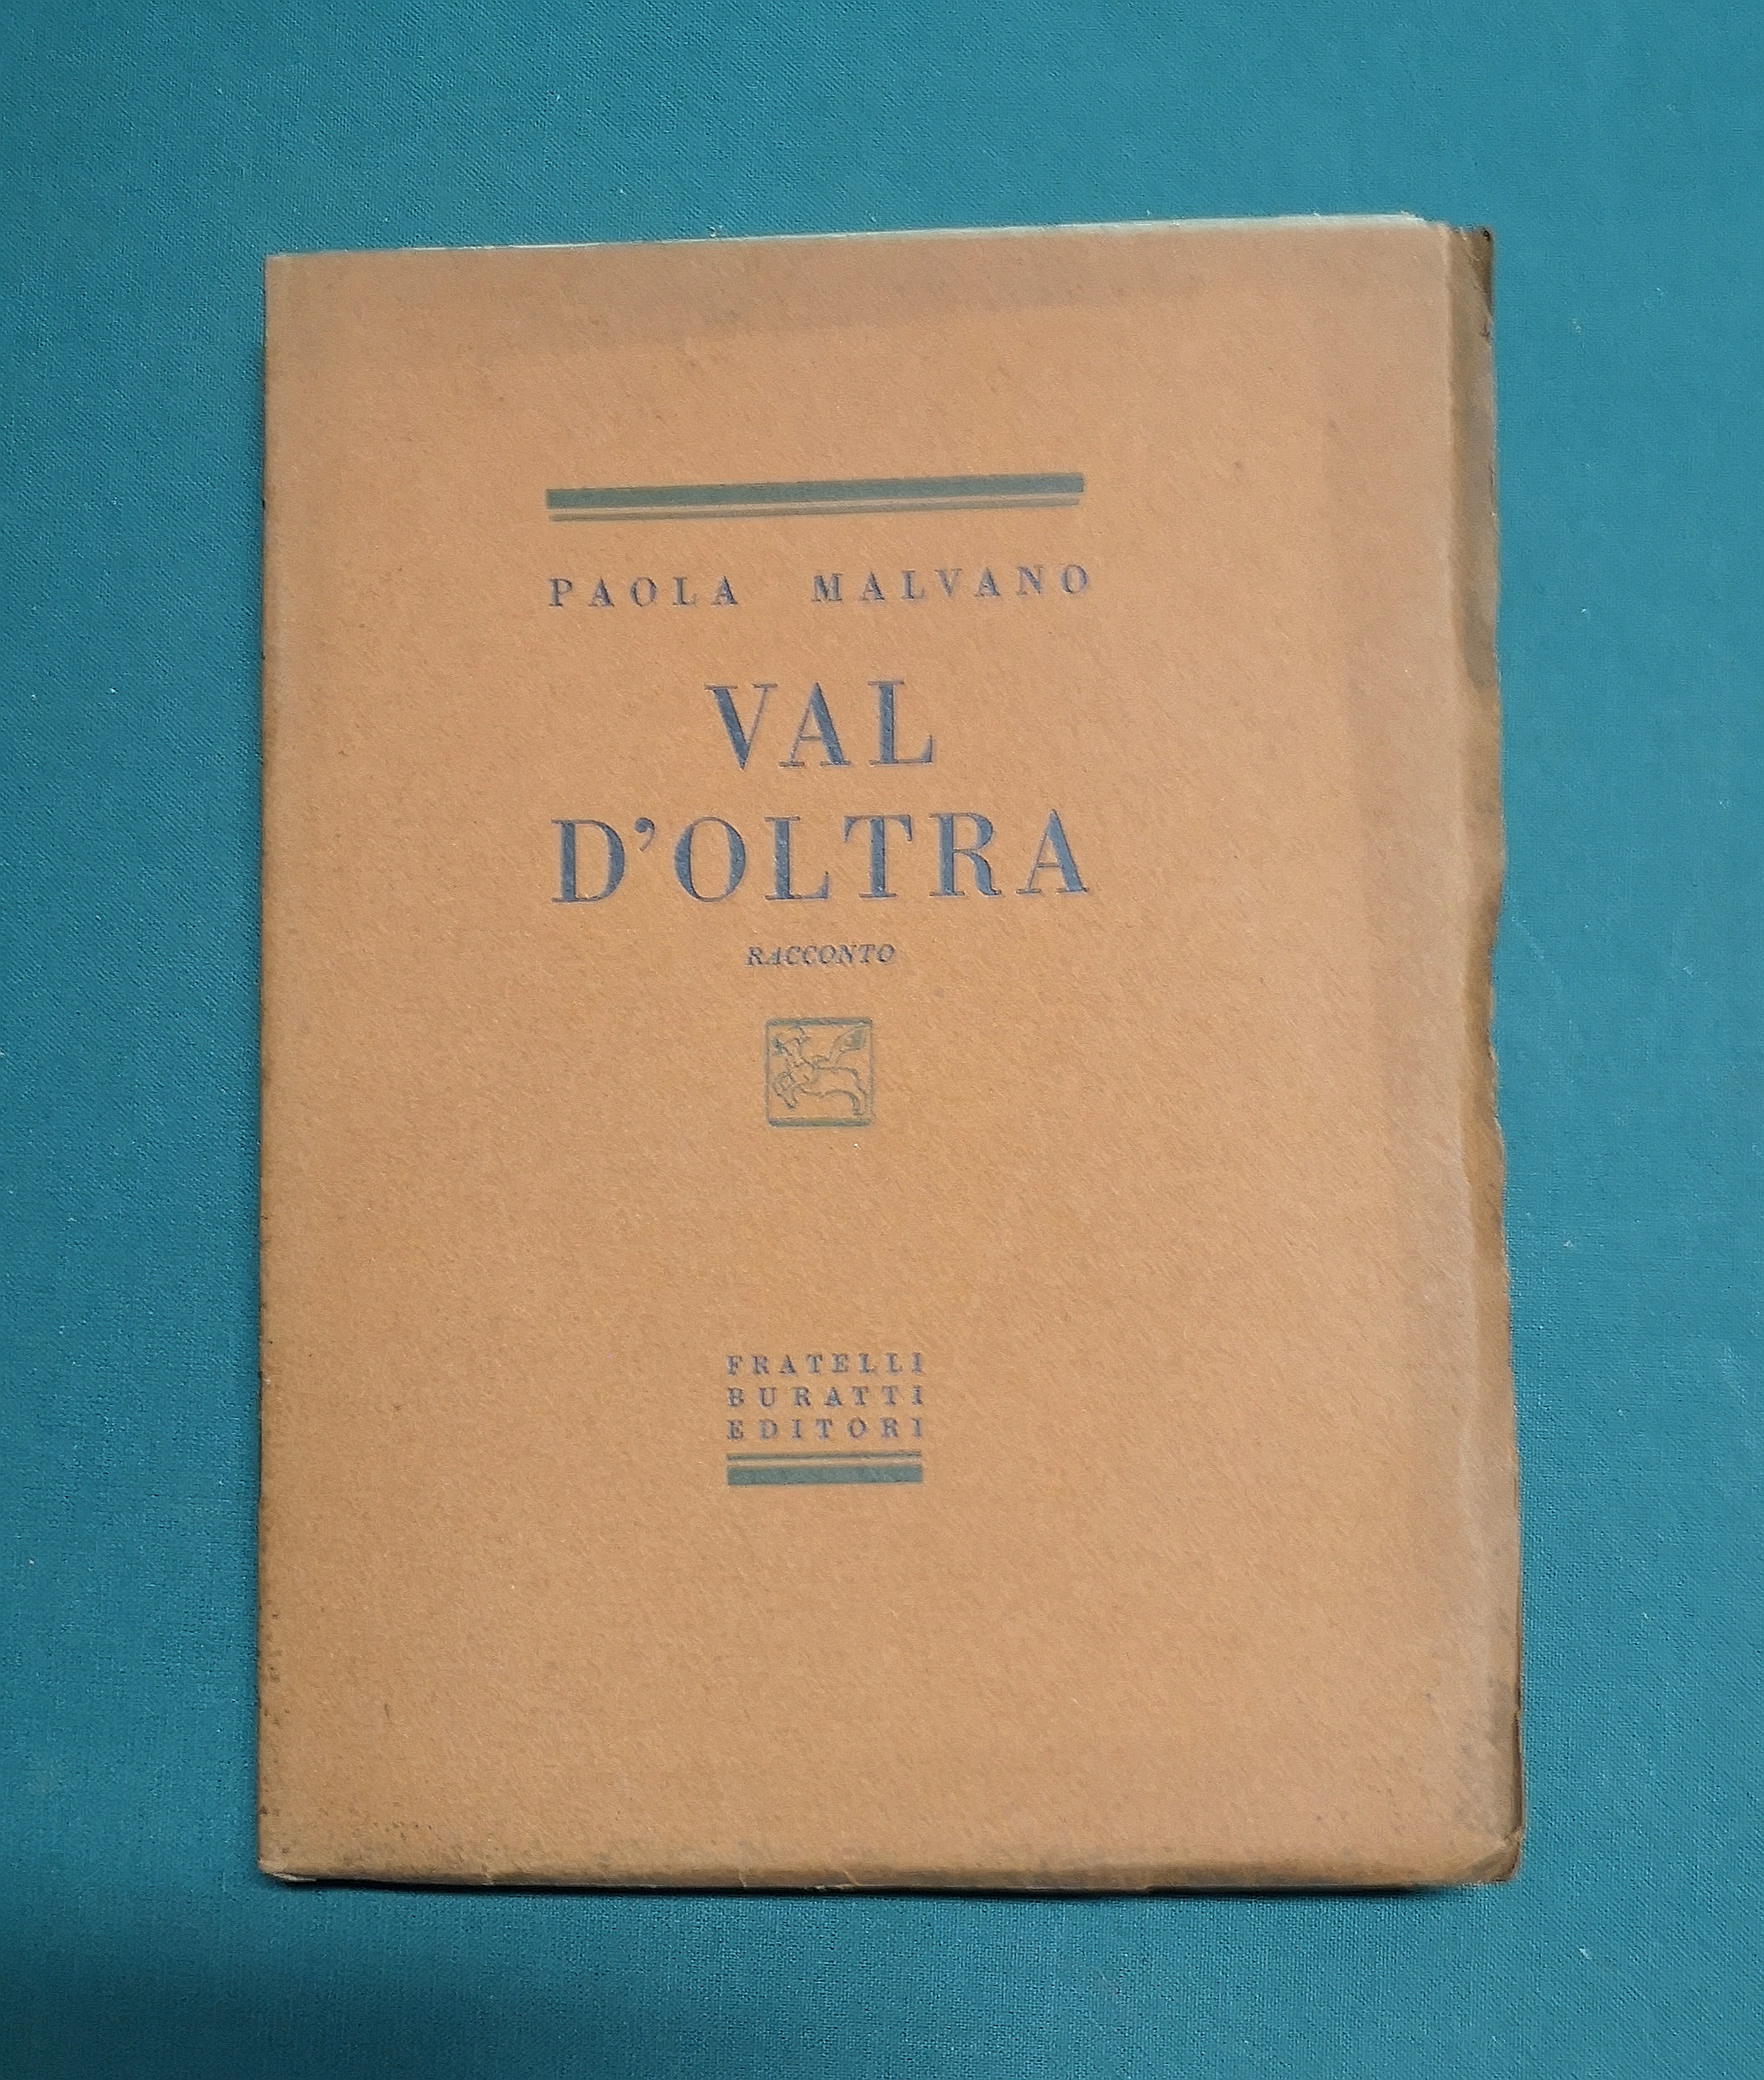 PAOLA MALVANO
VAL
D'OLTRA
RACCONTO
FRATELLI
BURATTI
EDITORI